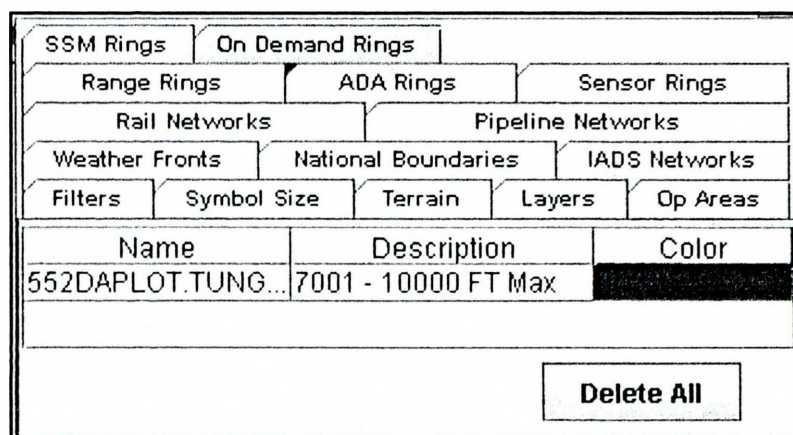 SSM Rings On Demand Rings
Range Rings ADA Rings Sensor Rings
Rail Networks Pipeline Networks
Weather Fronts National Boundaries IADS Networks
Filters Symbol Size Terrain Layers Op Areas
Name Description Color
552DAPLOT.TUNG... 7001 - 10000 FT Max
Delete All